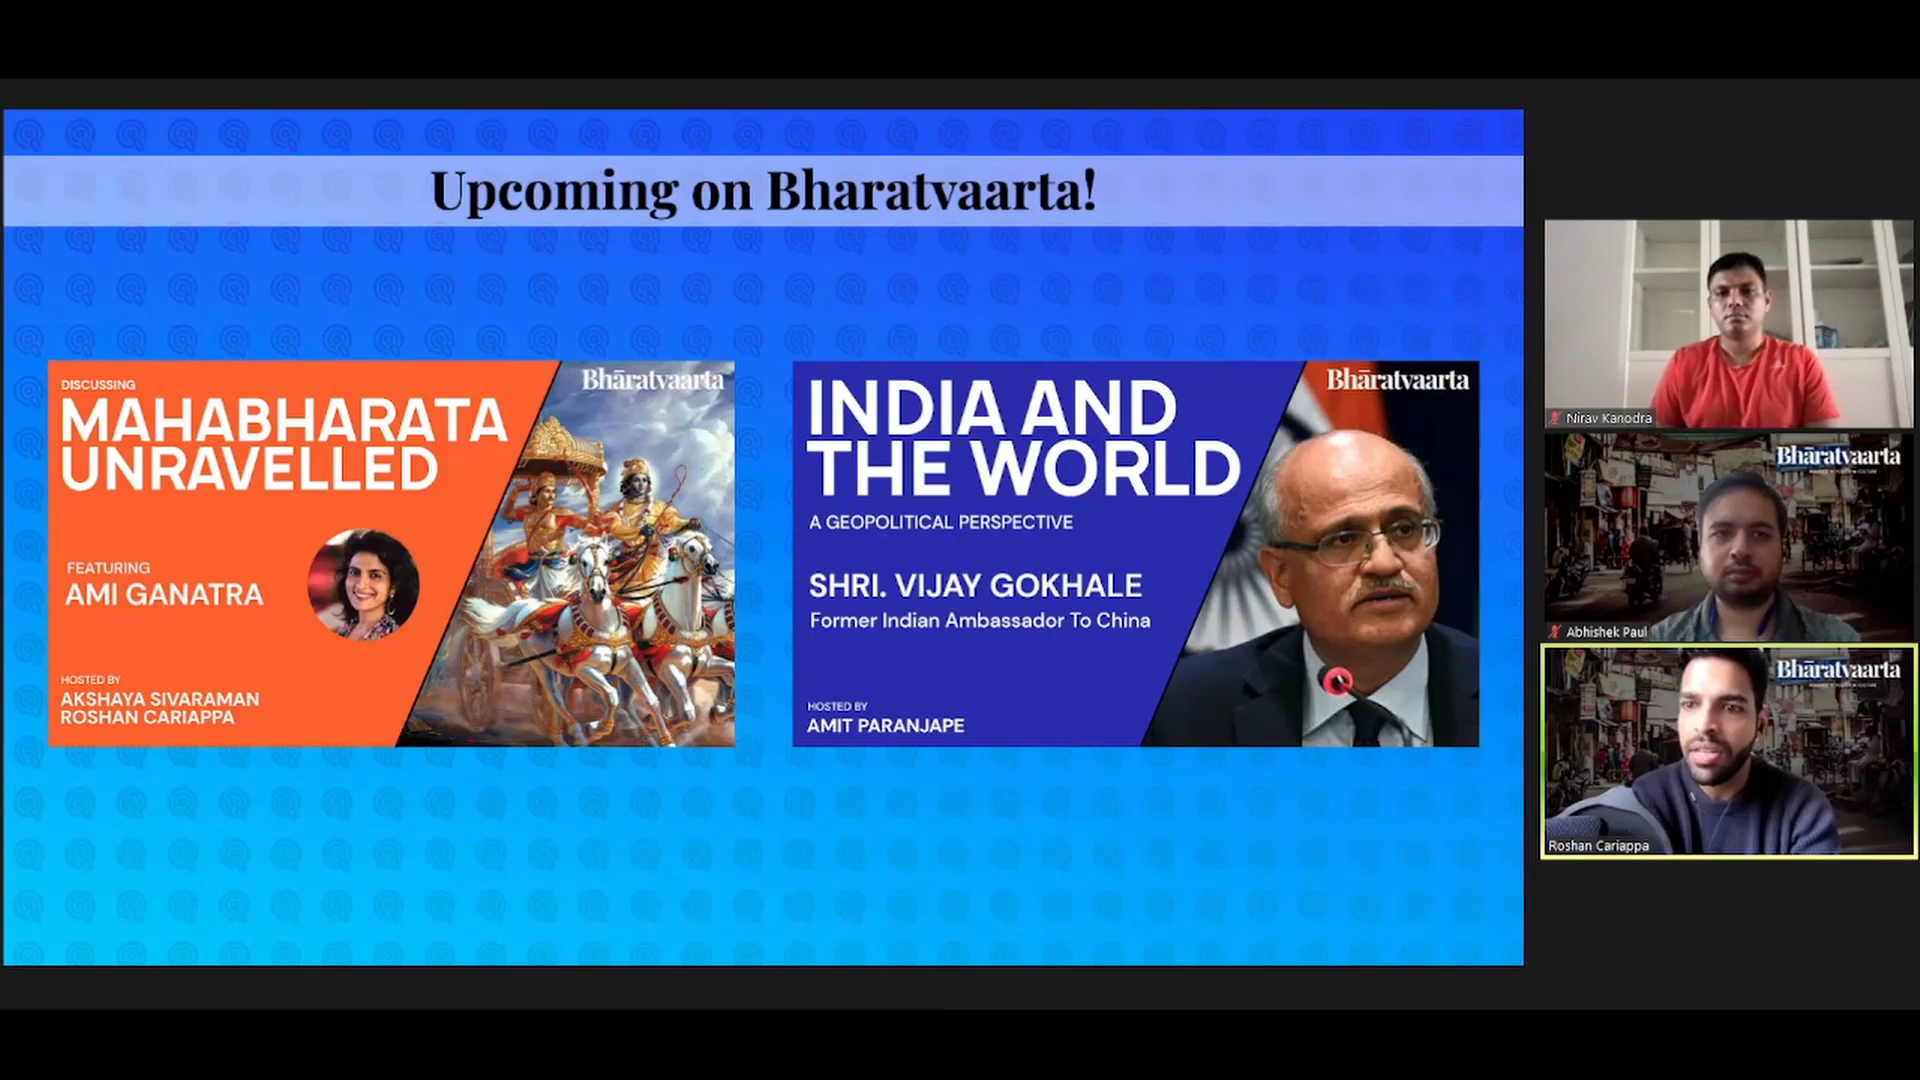 Upcoming on Bharatvaarta!
DISCUSSING
MAHABHARATA
UNRAVELLED
FEATURING
AMI GANATRA
HOSTED BY
AKSHAYA SIVARAMAN
ROSHAN CARIAPPA
Bhāratvaarta
INDIA AND
THE WORLD
A GEOPOLITICAL PERSPECTIVE
SHRI. VIJAY GOKHALE
Former Indian Ambassador To China
HOSTED BY
AMIT PARANJAPE
Bhāratvaarta
Nirav Kanodra
Bhāratvaarta
Abhishek Paul
Bhāratvaarta
Roshan Cariappa